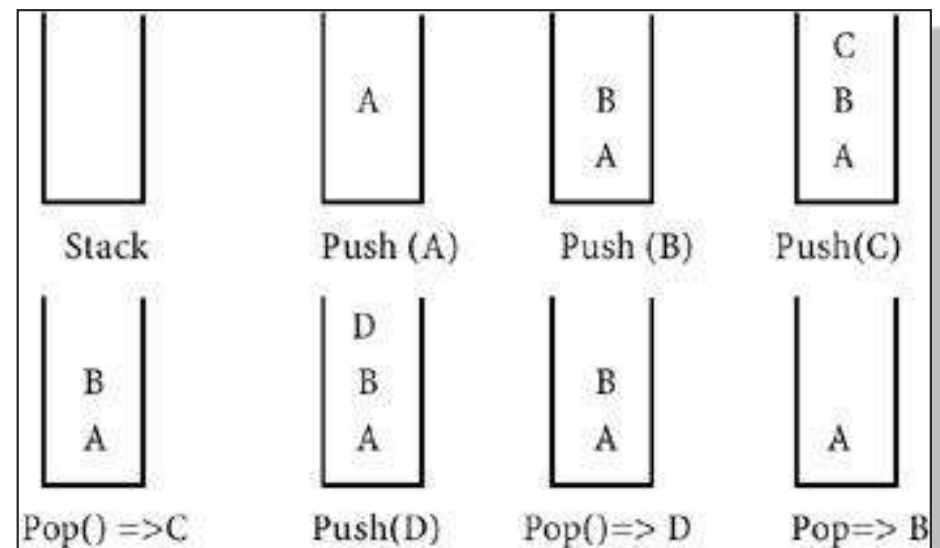 C
A B B
A A
Stack Push (A) Push (B) Push(C)
D
B B B
A A A A
Pop() =>C Push(D) Pop()=> D Pop=> B